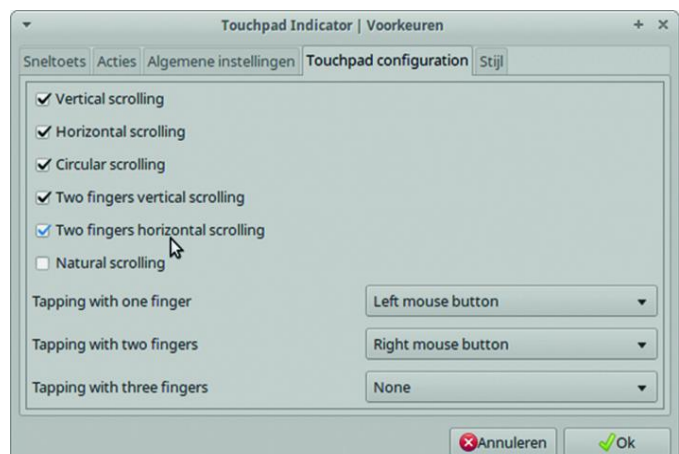 Touchpad Indicator | Voorkeuren
Sneltoets Acties Algemene instellingen Touchpad configuration Stijl
Vertical scrolling
Horizontal scrolling
Circular scrolling
Two fingers vertical scrolling
Two fingers horizontal scrolling
Natural scrolling
Tapping with one finger Left mouse button
Tapping with two fingers Right mouse button
Tapping with three fingers None
Annuleren Ok